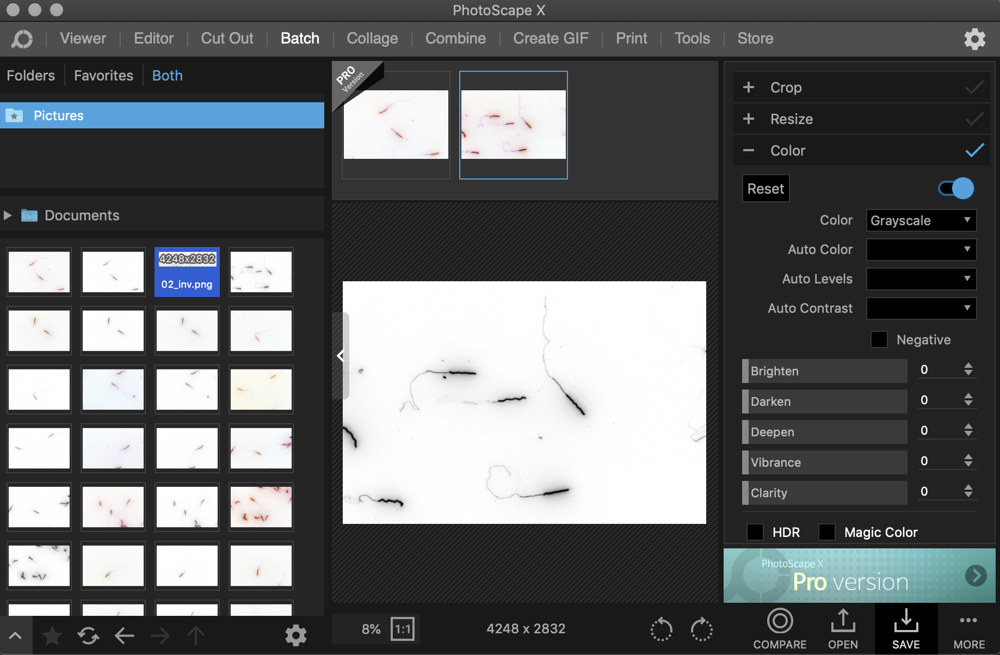 PhotoScape X
Viewer Editor Cut Out Batch Collage Combine Create GIF Print Tools Store
Folders Favorites Both
Pictures
Documents
4248x2832
02_inv.png
PRO
Version
Crop
Resize
Color
Reset
Color Grayscale
Auto Color
Auto Levels
Auto Contrast
Negative
Brighten 0
Darken 0
Deepen 0
Vibrance 0
Clarity 0
HDR Magic Color
PhotoScape X
Pro version
8% 1:1 4248 x 2832
COMPARE OPEN SAVE MORE